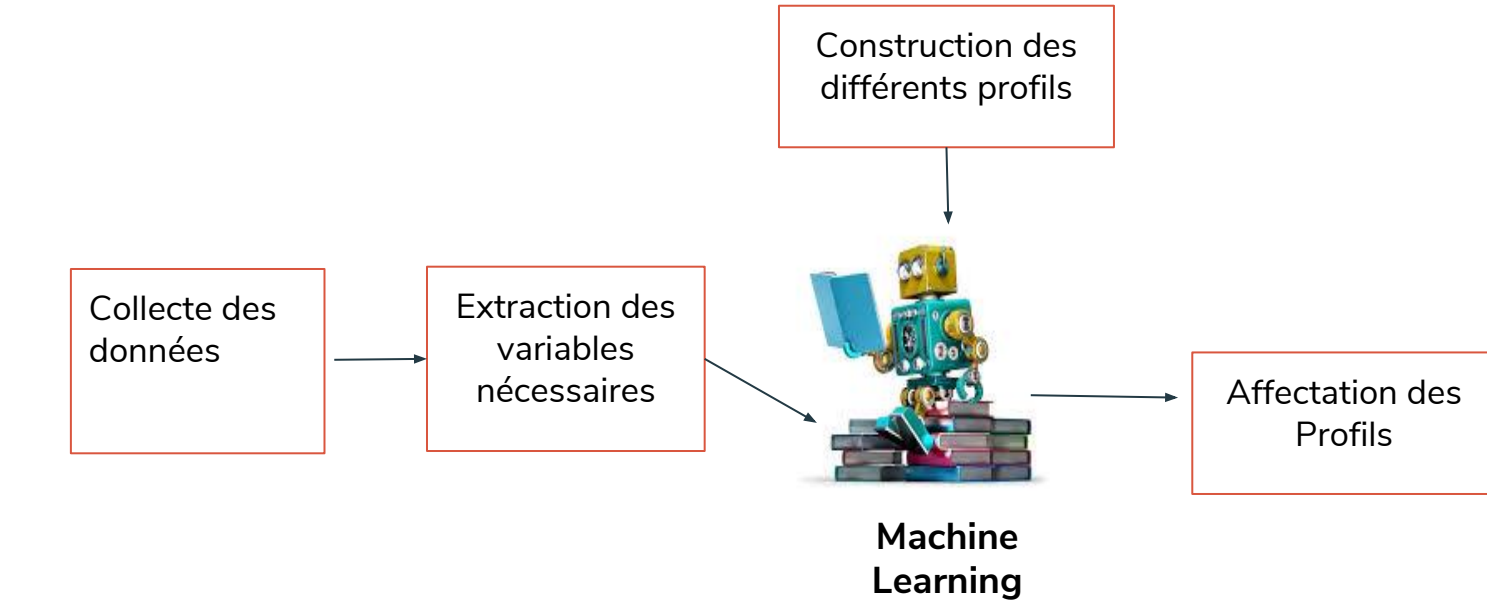 Construction des
différents profils
Collecte des
données
Extraction des
variables
nécessaires
Affectation des
Profils
Machine
Learning